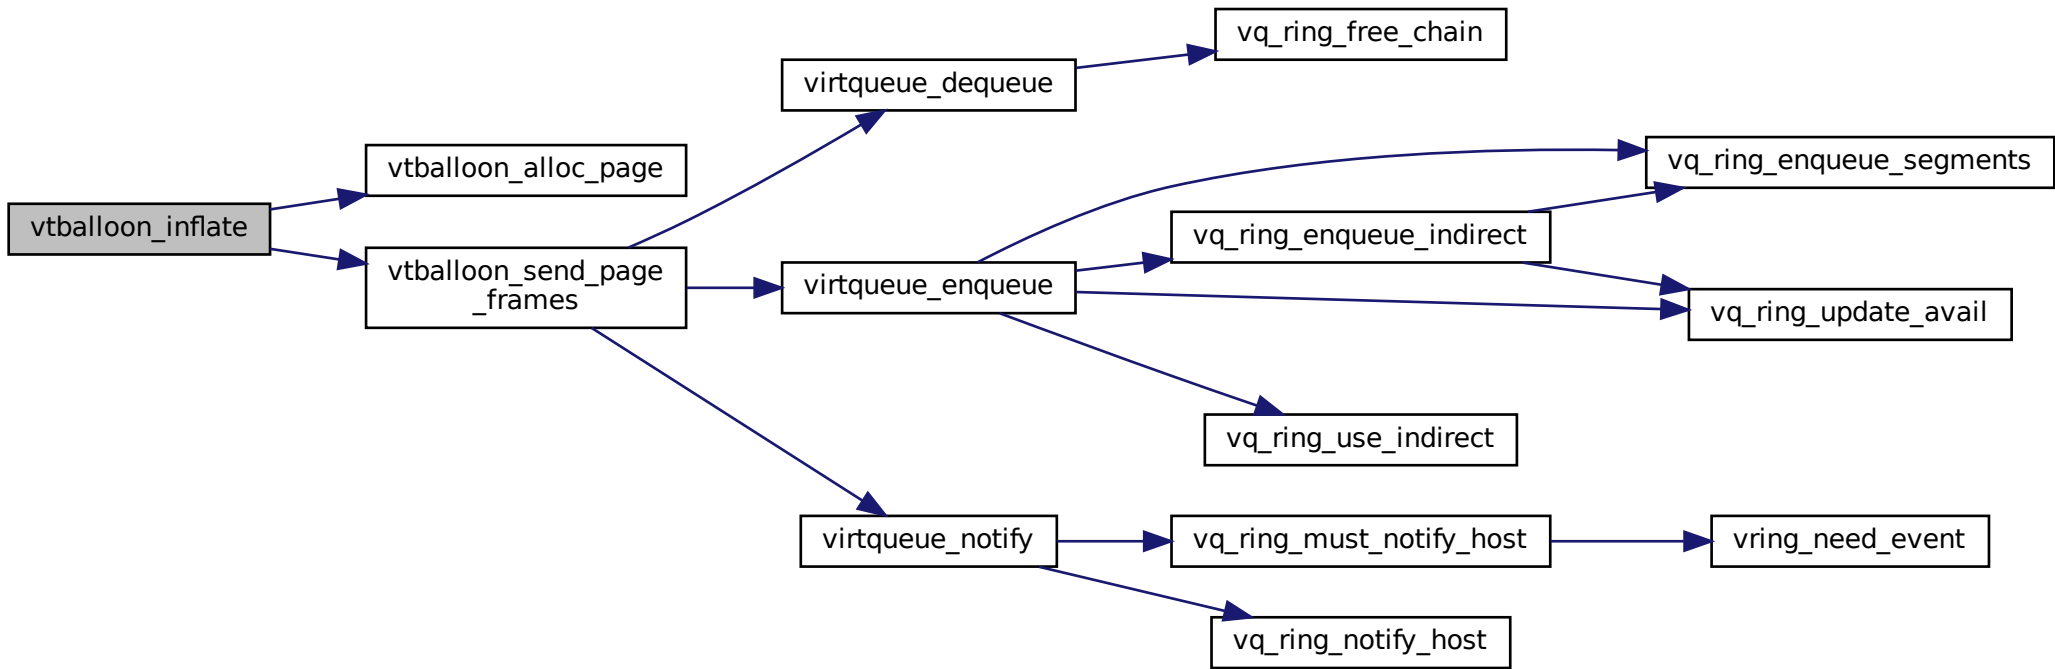 vtballoon_inflate
vtballoon_alloc_page
vtballoon_send_page
_frames
virtqueue_dequeue
virtqueue_enqueue
virtqueue_notify
vq_ring_free_chain
vq_ring_enqueue_indirect
vq_ring_use_indirect
vq_ring_must_notify_host
vq_ring_notify_host
vq_ring_enqueue_segments
vq_ring_update_avail
vring_need_event